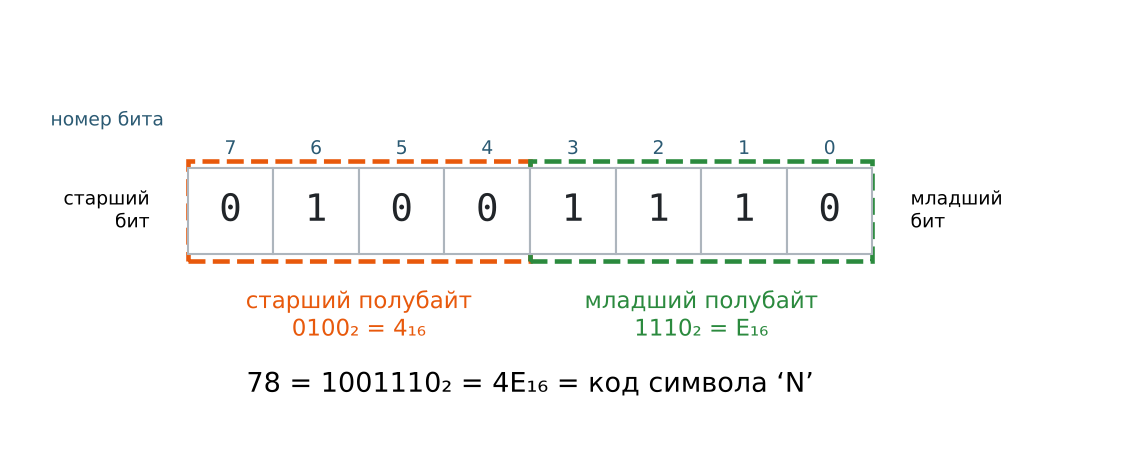 номер бита
7 6 5 4 3 2 1 0
старший
бит
0 1 0 0 1 1 1 0
младший
бит
старший полубайт
0100₂ = 4₁₆
младший полубайт
1110₂ = E₁₆
78 = 1001110₂ = 4E₁₆ = код символа ‘N’